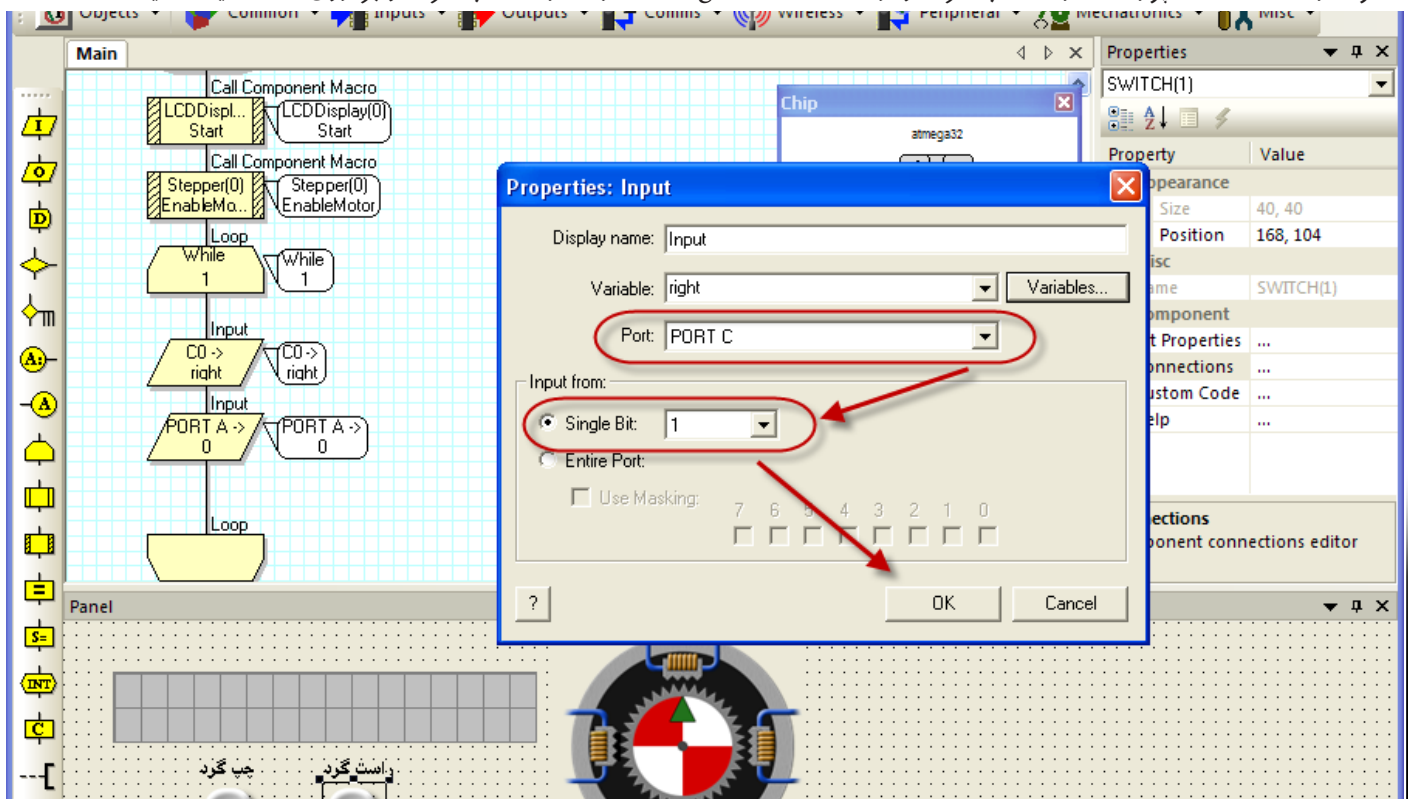 Objects Common Inputs Outputs Comms Wireless Peripheral Mechatronics Misc
Main
Properties
SWITCH(1)
Property Value
Appearance
Size 40, 40
Position 168, 104
SWITCH(1)
t Properties ...
...
ustom Code ...
elp ...
ections
ponent connections editor
Chip
atmega32
Call Component Macro
LCDDispl... Start
LCDDisplay(0) Start
Call Component Macro
Stepper(0) EnableMo...
Stepper(0) EnableMotor
Loop
While 1
While 1
Input
C0 -> right
C0 -> right
Input
PORT A -> 0
PORT A -> 0
Loop
Properties: Input
Display name: Input
Variable: right Variables...
Port: PORT C
Input from:
Single Bit: 1
Entire Port:
Use Masking:
7 6 5 4 3 2 1 0
? OK Cancel
Panel
چپ گرد
راست گرد
I
O
D
A:
A
S=
INT
C